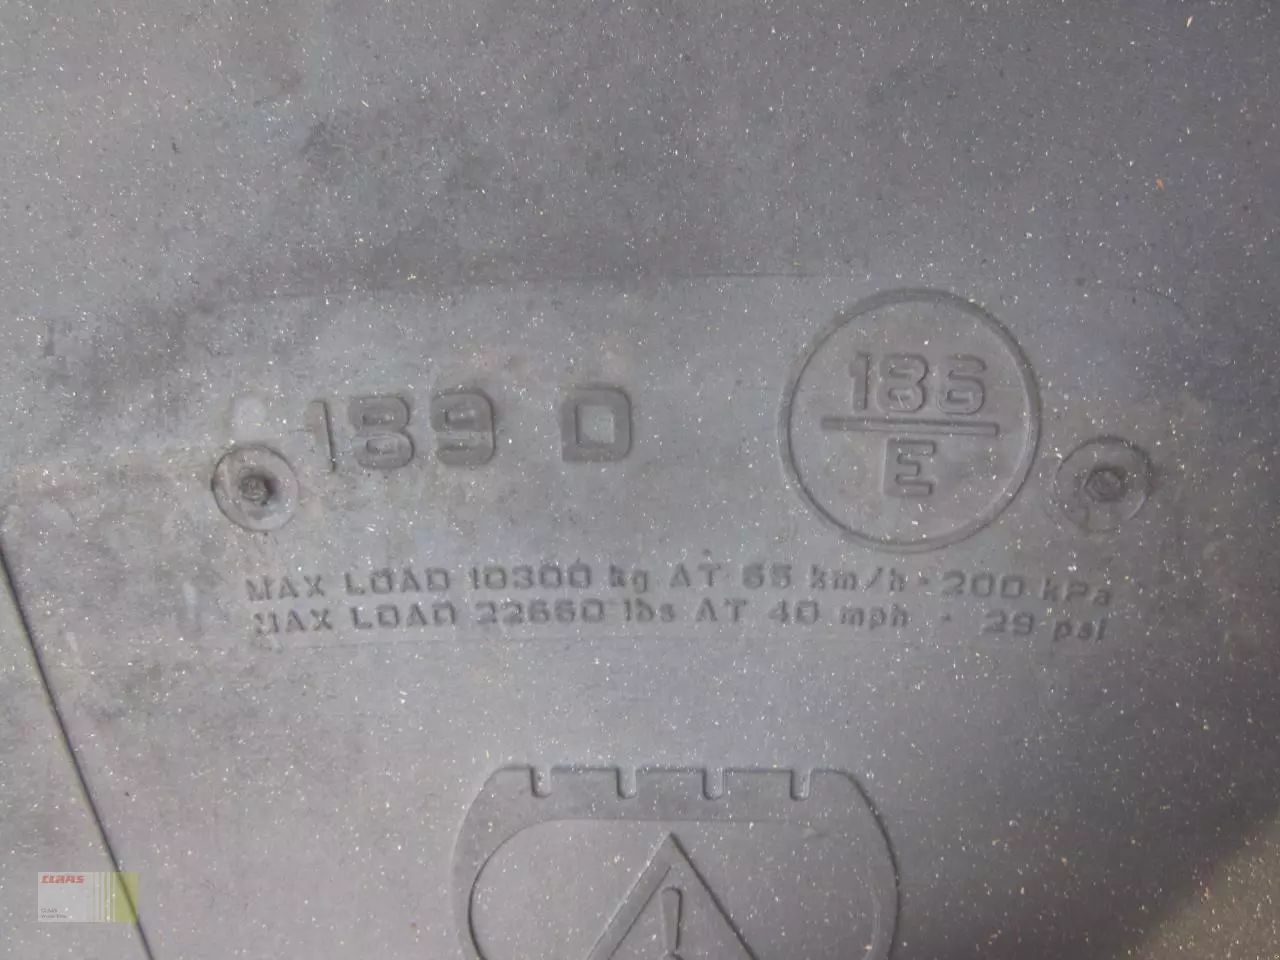 189 D
186
E
MAX LOAD 10300 kg AT 65 km/h - 200 kPa
MAX LOAD 22660 lbs AT 40 mph - 29 psi
!
CLAAS